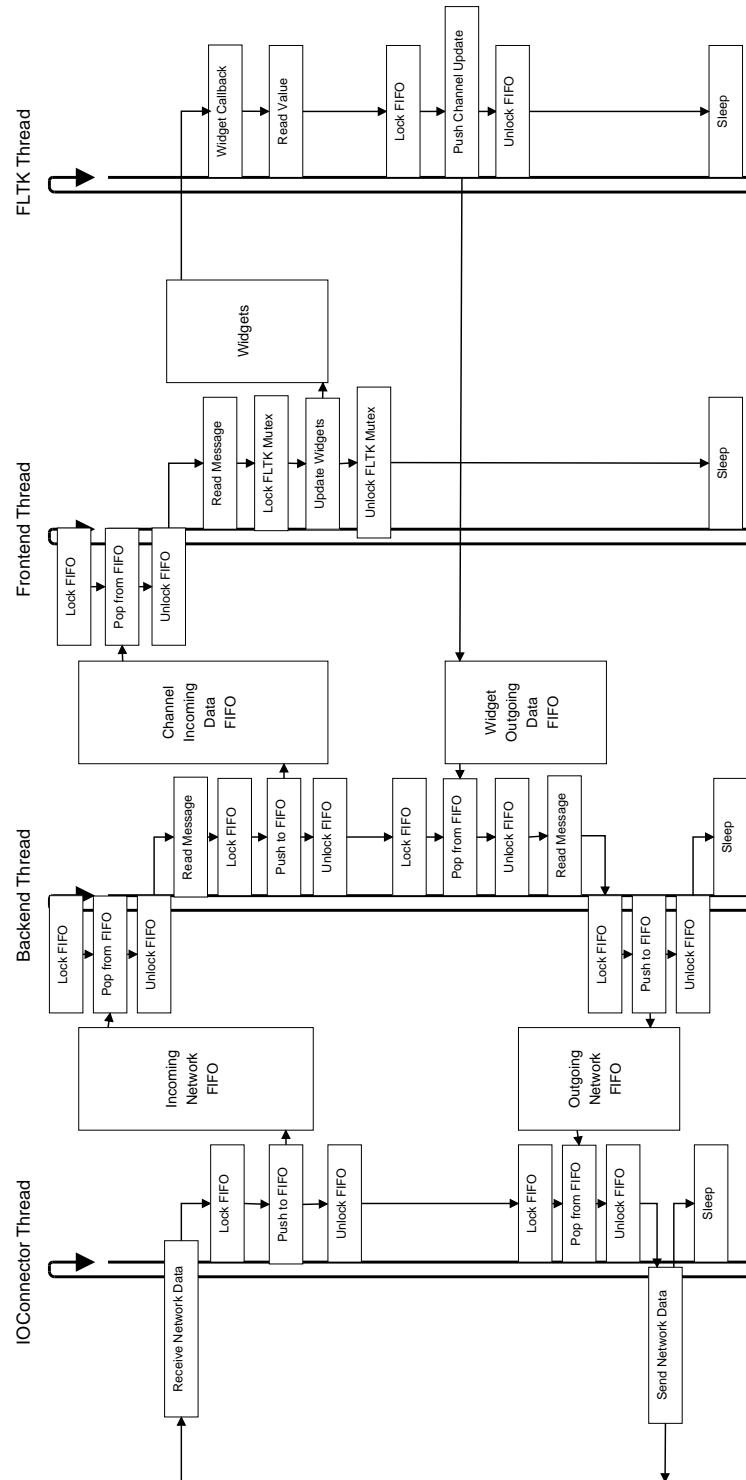 IOConnector Thread
Receive Network Data
Lock FIFO
Push to FIFO
Unlock FIFO
Lock FIFO
Pop from FIFO
Unlock FIFO
Send Network Data
Sleep
Incoming
Network
FIFO
Outgoing
Network
FIFO
Backend Thread
Lock FIFO
Pop from FIFO
Unlock FIFO
Read Message
Lock FIFO
Push to FIFO
Unlock FIFO
Lock FIFO
Pop from FIFO
Unlock FIFO
Read Message
Lock FIFO
Push to FIFO
Unlock FIFO
Sleep
Channel
Incoming
Data
FIFO
Widget
Outgoing
Data
FIFO
Frontend Thread
Lock FIFO
Pop from FIFO
Unlock FIFO
Read Message
Lock FLTK Mutex
Update Widgets
Unlock FLTK Mutex
Sleep
Widgets
FLTK Thread
Widget Callback
Read Value
Lock FIFO
Push Channel Update
Unlock FIFO
Sleep